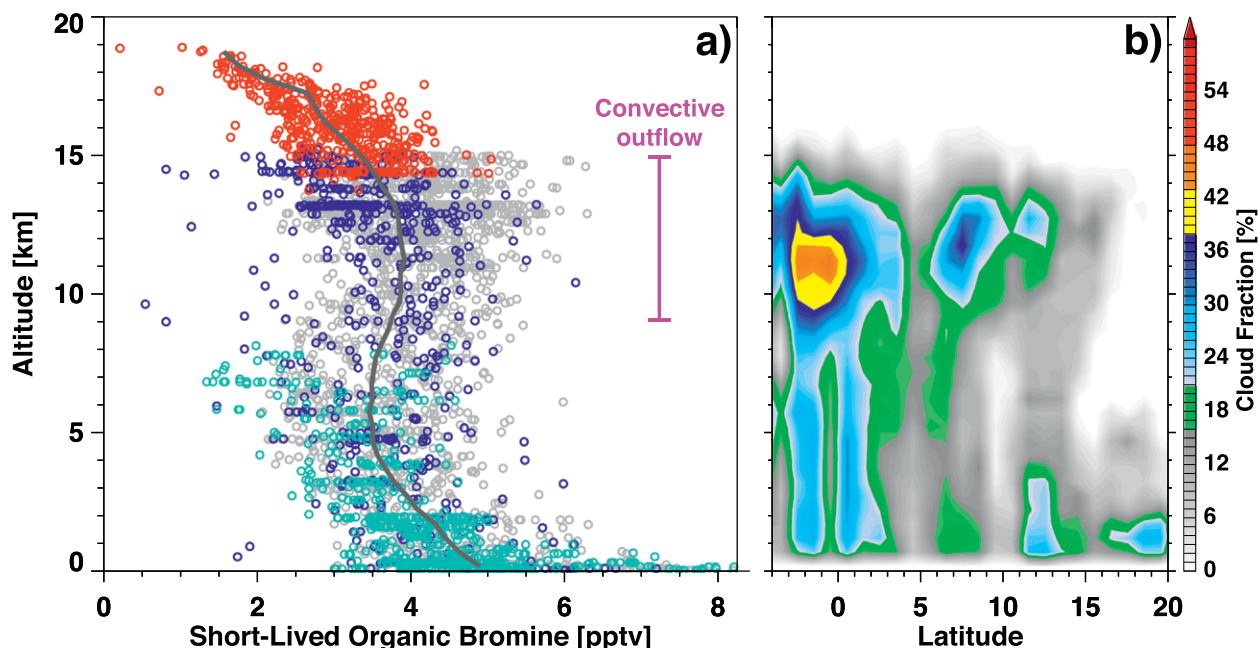 a)
b)
20
15
10
5
0
Altitude [km]
Convective
outflow
0 2 4 6 8
Short-Lived Organic Bromine [pptv]
0 5 10 15 20
Latitude
54
48
42
36
30
24
18
12
6
0
Cloud Fraction [%]